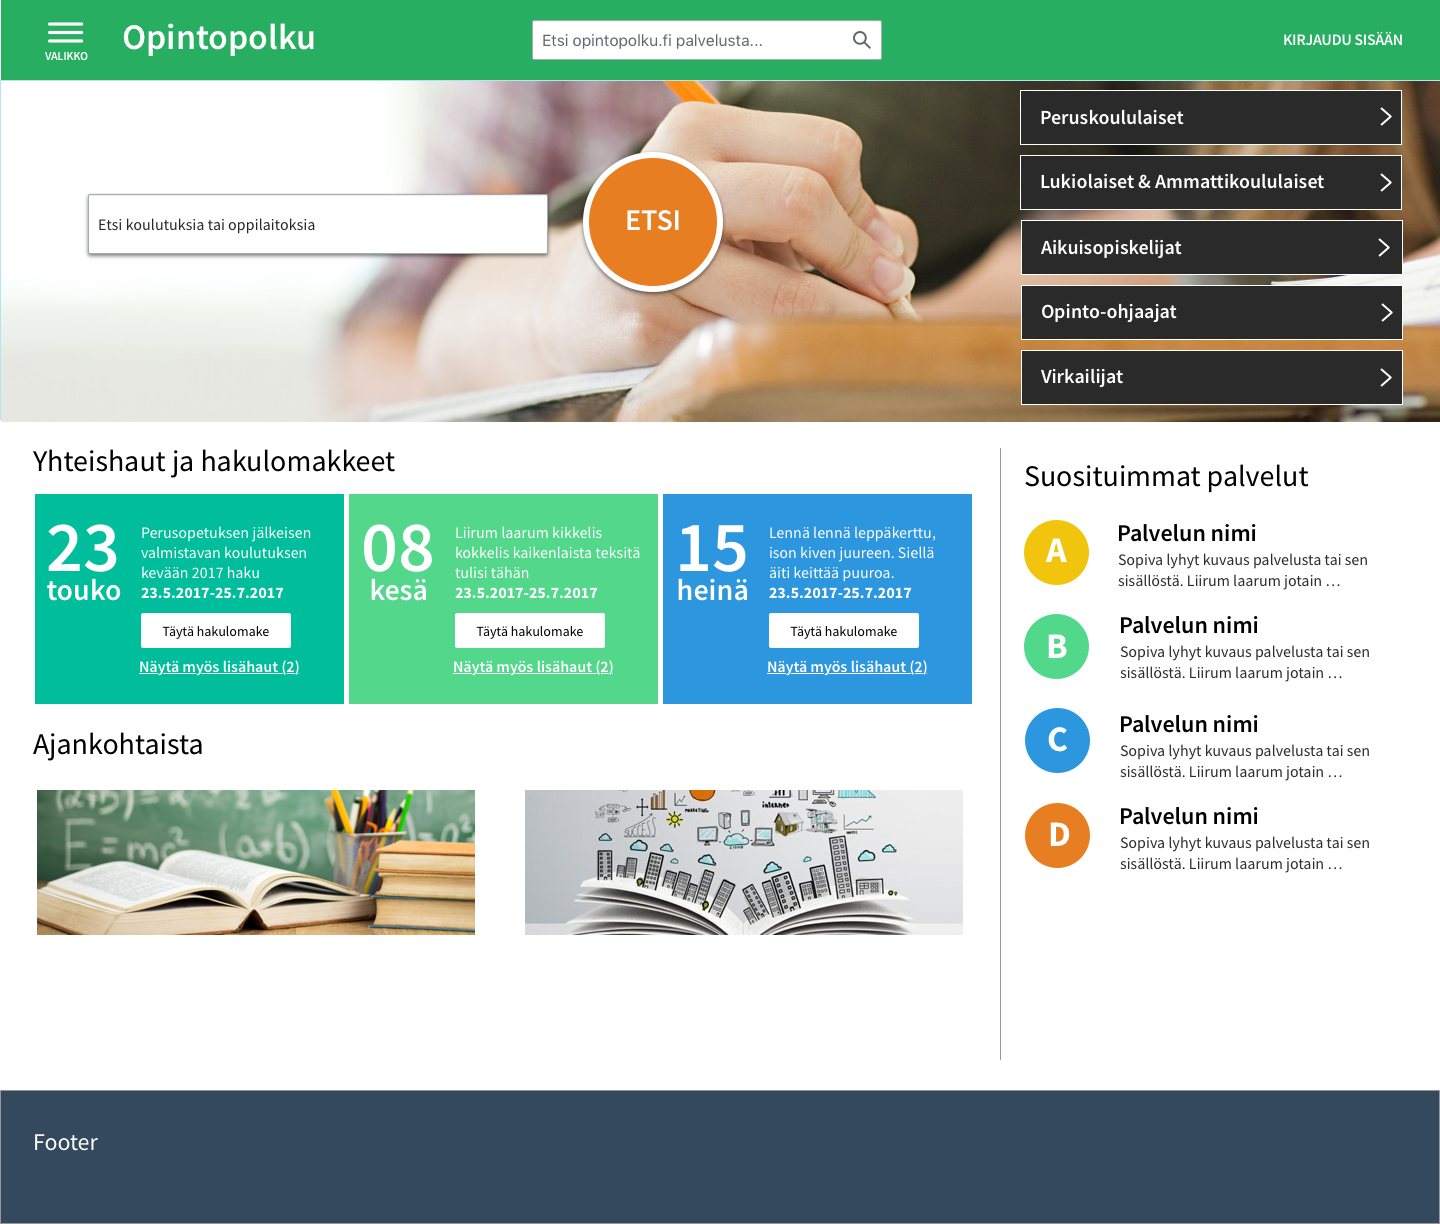 VALIKKO
Opintopolku
Etsi opintopolku.fi palvelusta...
KIRJAUDU SISÄÄN
Etsi koulutuksia tai oppilaitoksia
ETSI
Peruskoululaiset
Lukiolaiset & Ammattikoululaiset
Aikuisopiskelijat
Opinto-ohjaajat
Virkailijat
Yhteishaut ja hakulomakkeet
23
touko
Perusopetuksen jälkeisen
valmistavan koulutuksen
kevään 2017 haku
23.5.2017-25.7.2017
Täytä hakulomake
Näytä myös lisähaut (2)
08
kesä
Liirum laarum kikkelis
kokkelis kaikenlaista teksitä
tulisi tähän
23.5.2017-25.7.2017
Täytä hakulomake
Näytä myös lisähaut (2)
15
heinä
Lennä lennä leppäkerttu,
ison kiven juureen. Siellä
äiti keittää puuroa.
23.5.2017-25.7.2017
Täytä hakulomake
Näytä myös lisähaut (2)
Ajankohtaista
E=mc²
(a+b)
SUCCESS
marketing
internet
CLOUD
Suosituimmat palvelut
A
Palvelun nimi
Sopiva lyhyt kuvaus palvelusta tai sen
sisällöstä. Liirum laarum jotain …
B
Palvelun nimi
Sopiva lyhyt kuvaus palvelusta tai sen
sisällöstä. Liirum laarum jotain …
C
Palvelun nimi
Sopiva lyhyt kuvaus palvelusta tai sen
sisällöstä. Liirum laarum jotain …
D
Palvelun nimi
Sopiva lyhyt kuvaus palvelusta tai sen
sisällöstä. Liirum laarum jotain …
Footer